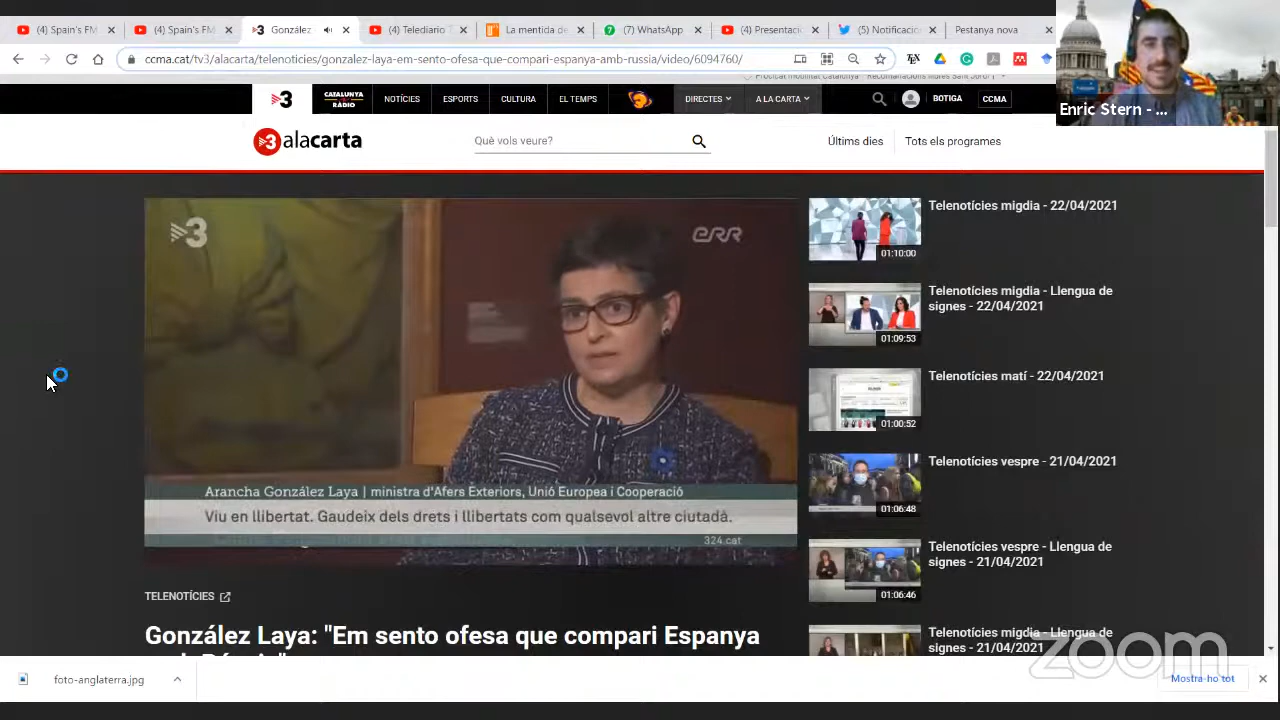 (4) Spain's FM
(4) Spain's FM
González
(4) Telediario
La mentida de
(7) WhatsApp
(4) Presentac
(5) Notificació
Pestanya nova
ccma.cat/tv3/alacarta/telenoticies/gonzalez-laya-em-sento-ofesa-que-compari-espanya-amb-russia/video/6094760/
Enric Stern - ...
3
CATALUNYA RÀDIO
NOTÍCIES
ESPORTS
CULTURA
EL TEMPS
DIRECTES
A LA CARTA
BOTIGA
CCMA
3alacarta
Què vols veure?
Últims dies
Tots els programes
3
err
Arancha González Laya | ministra d'Afers Exteriors, Unió Europea i Cooperació
Viu en llibertat. Gaudeix dels drets i llibertats com qualsevol altre ciutadà.
324.cat
Telenotícies migdia - 22/04/2021
01:10:00
Telenotícies migdia - Llengua de
signes - 22/04/2021
01:09:53
Telenotícies matí - 22/04/2021
01:00:52
Telenotícies vespre - 21/04/2021
01:06:48
Telenotícies vespre - Llengua de
signes - 21/04/2021
01:06:46
Telenotícies migdia - Llengua de
signes - 21/04/2021
TELENOTÍCIES
González Laya: "Em sento ofesa que compari Espanya
zoom
foto-anglaterra.jpg
Mostra-ho tot